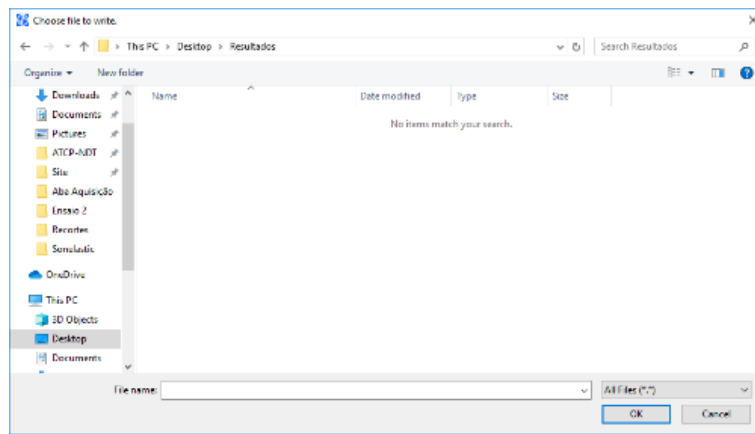 Choose file to write.
This PC > Desktop > Resultados
Search Resultados
Organize
New folder
Name
Date modified
Type
Size
No items match your search.
Downloads
Documents
Pictures
ATCP-NDT
Site
Aba Aquisição
Ensaio 2
Recortes
Sonelastic
OneDrive
This PC
3D Objects
Desktop
Documents
File name:
All Files (*.*)
OK
Cancel